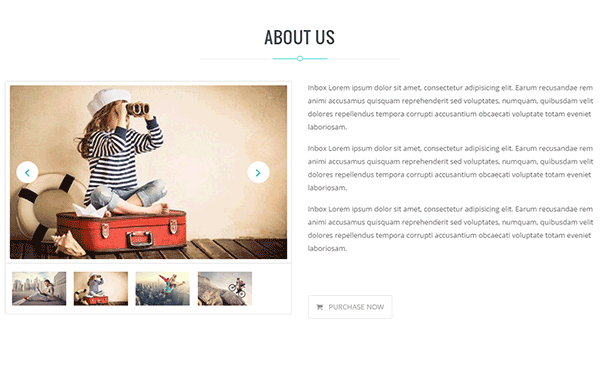 ABOUT US
Inbox Lorem ipsum dolor sit amet, consectetur adipisicing elit. Earum recusandae rem
animi accusamus quisquam reprehenderit sed voluptates, numquam, quibusdam velit
dolores repellendus tempora corrupti accusantium obcaecati voluptate totam eveniet
laboriosam.
Inbox Lorem ipsum dolor sit amet, consectetur adipisicing elit. Earum recusandae rem
animi accusamus quisquam reprehenderit sed voluptates, numquam, quibusdam velit
dolores repellendus tempora corrupti accusantium obcaecati voluptate totam eveniet
laboriosam.
Inbox Lorem ipsum dolor sit amet, consectetur adipisicing elit. Earum recusandae rem
animi accusamus quisquam reprehenderit sed voluptates, numquam, quibusdam velit
dolores repellendus tempora corrupti accusantium obcaecati voluptate totam eveniet
laboriosam.
PURCHASE NOW